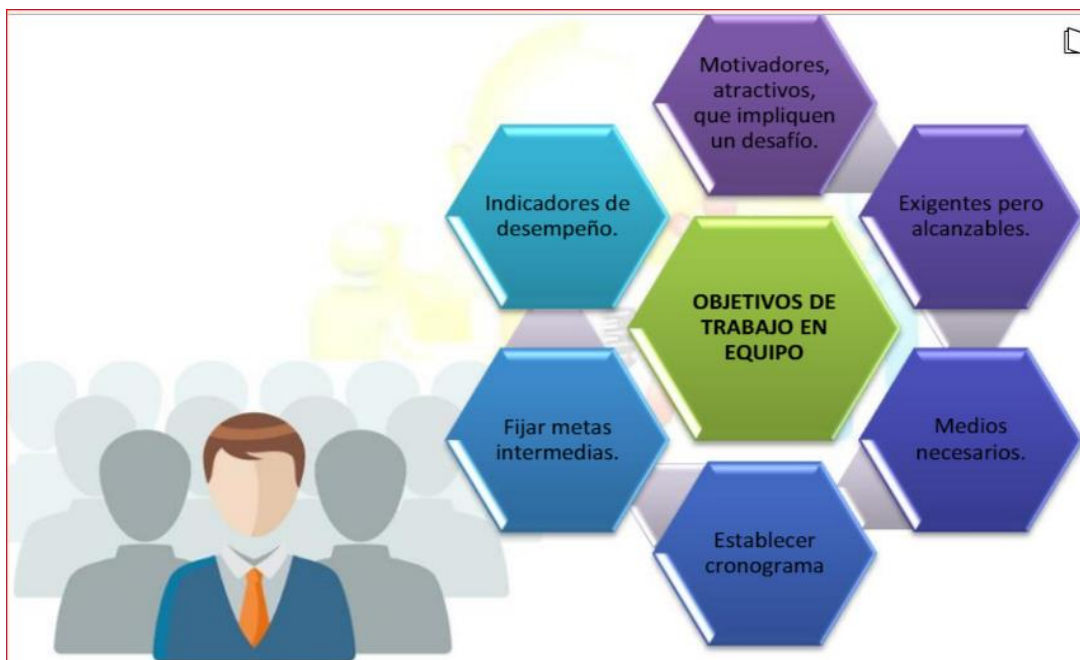 Motivadores,
atractivos,
que impliquen
un desafío.
Exigentes pero
alcanzables.
Medios
necesarios.
Establecer
cronograma
Fijar metas
intermedias.
Indicadores de
desempeño.
OBJETIVOS DE
TRABAJO EN
EQUIPO